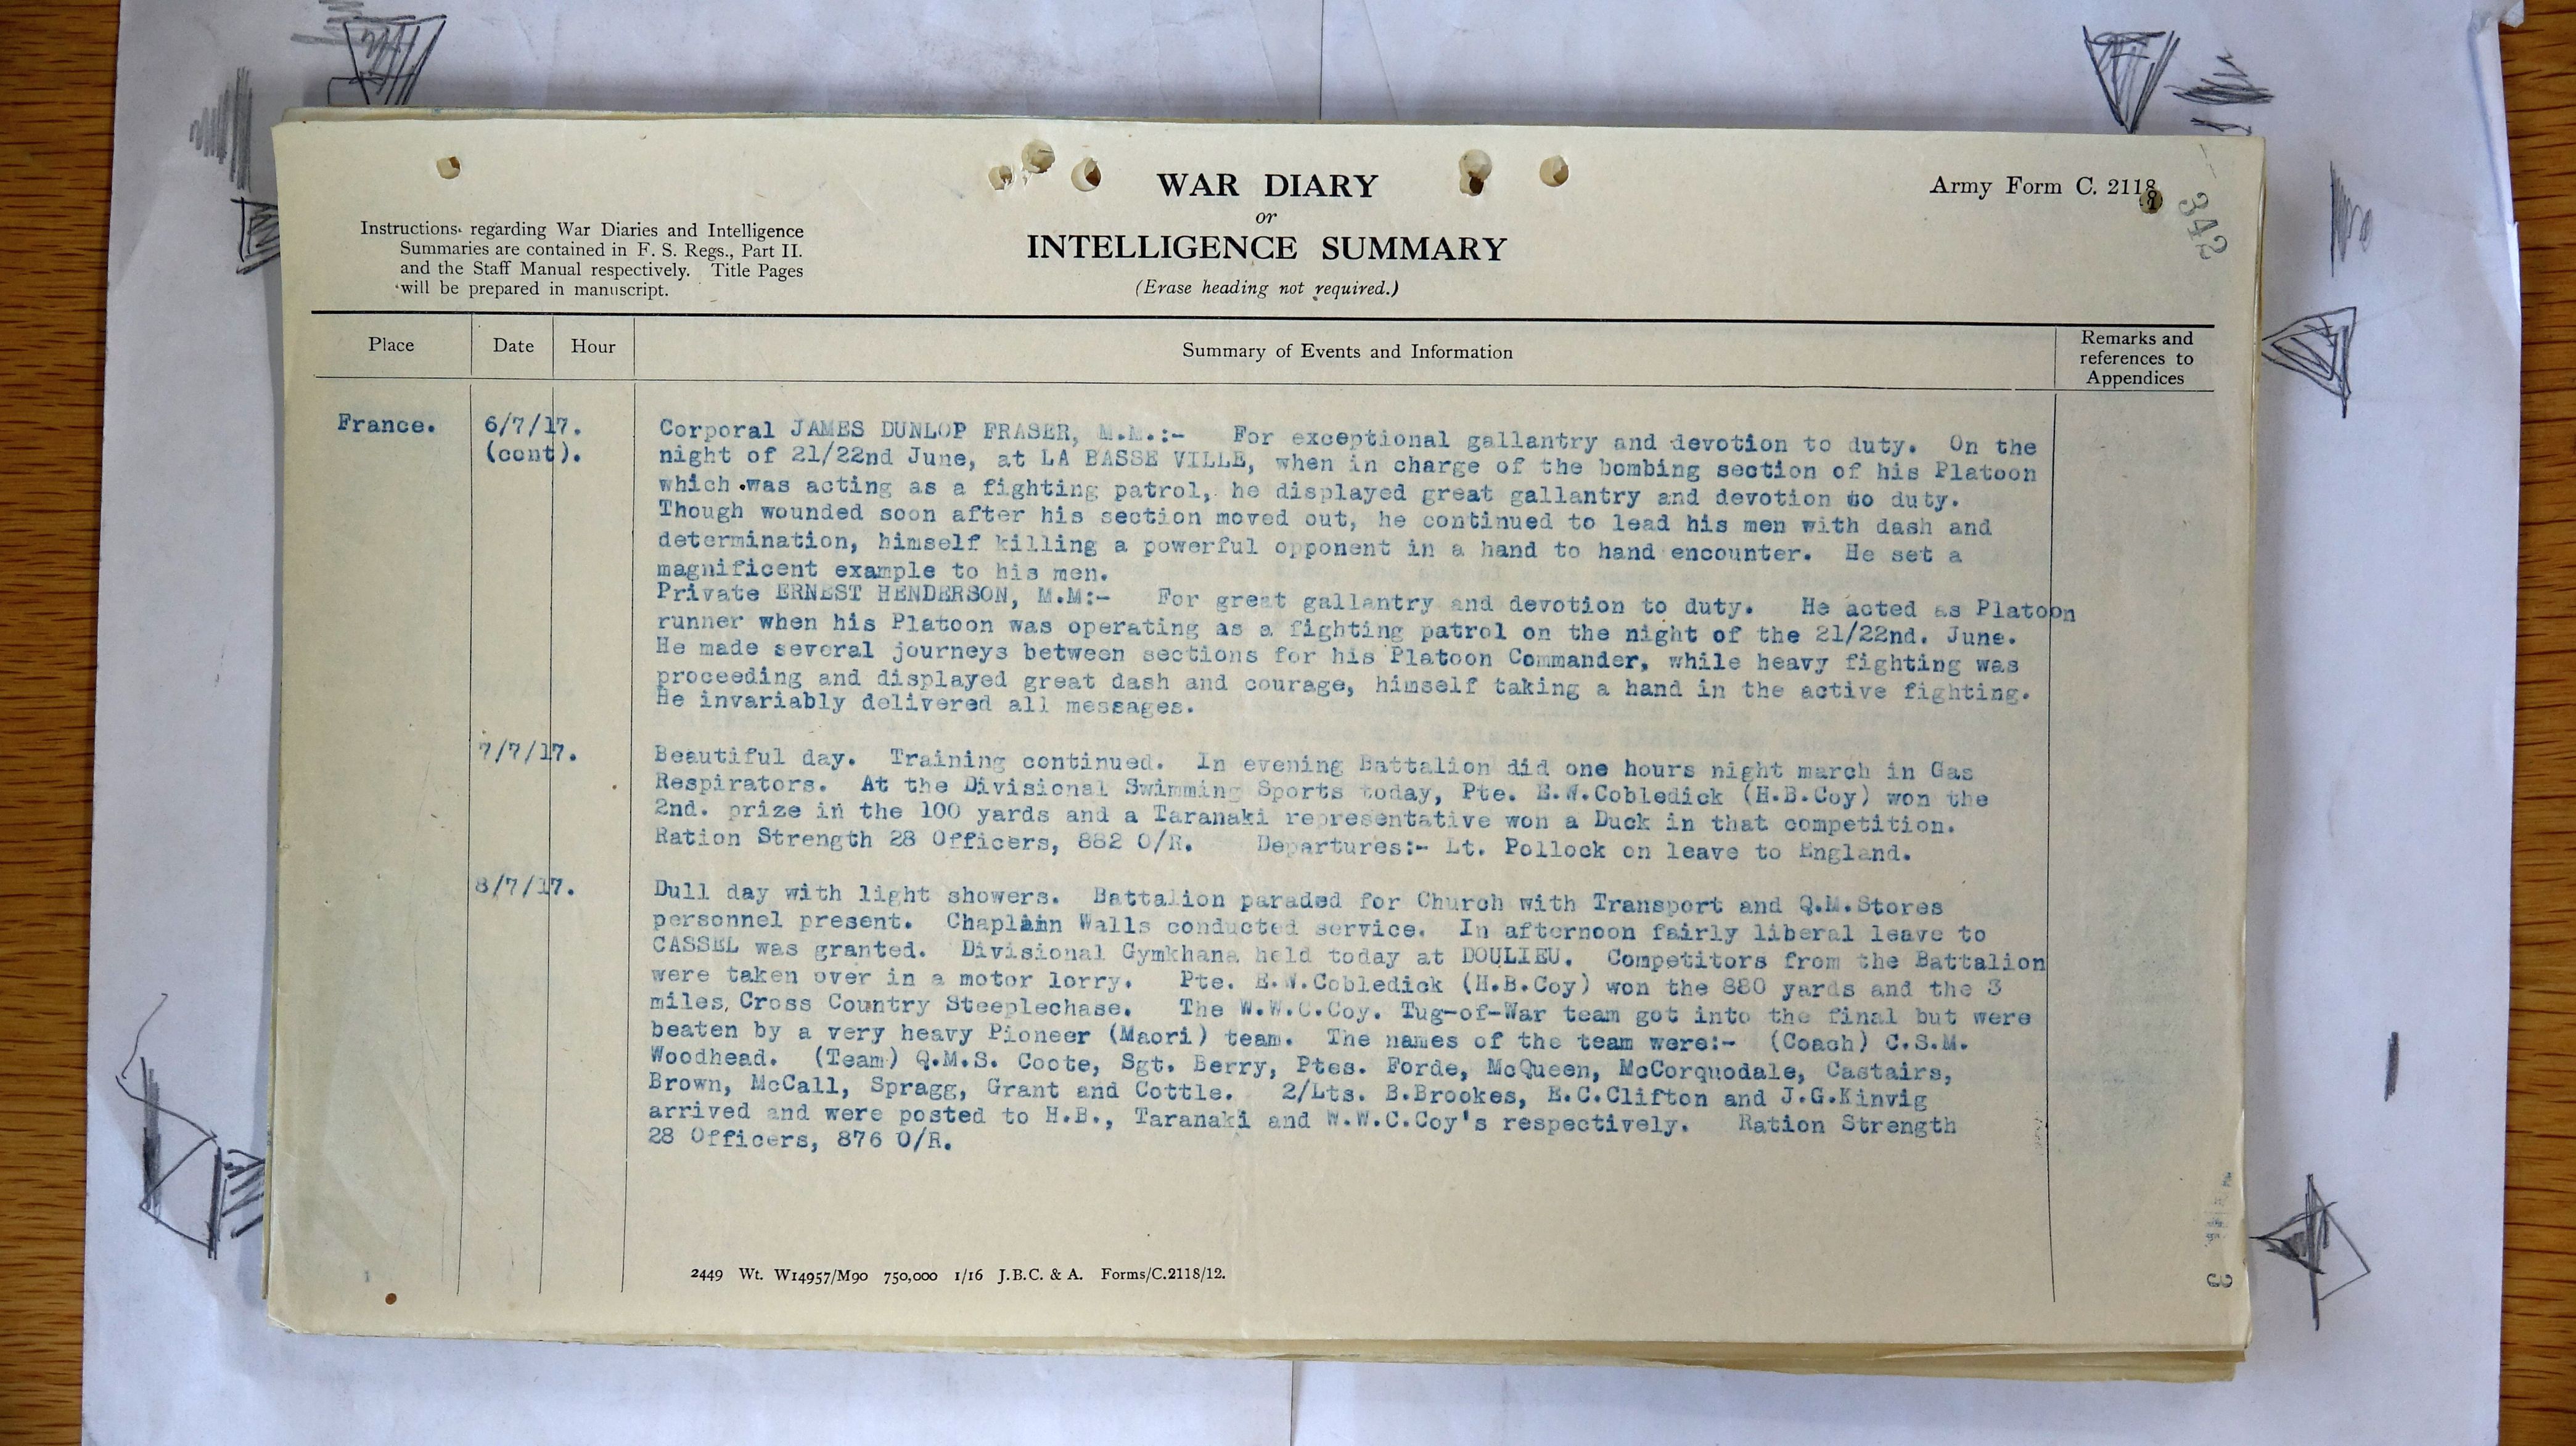 WAR DIARY
or
INTELLIGENCE SUMMARY
(Erase heading not required.)
Army Form C. 2118
342
Instructions regarding War Diaries and Intelligence
Summaries are contained in F. S. Regs., Part II.
and the Staff Manual respectively. Title Pages
will be prepared in manuscript.
Place
Date
Hour
Summary of Events and Information
Remarks and
references to
Appendices
France.
6/7/17.
(cont).
Corporal JAMES DUNLOP FRASER, M.M.:- For exceptional gallantry and devotion to duty. On the
night of 21/22nd June, at LA BASSE VILLE, when in charge of the bombing section of his Platoon
which was acting as a fighting patrol, he displayed great gallantry and devotion to duty.
Though wounded soon after his section moved out, he continued to lead his men with dash and
determination, himself killing a powerful opponent in a hand to hand encounter. He set a
magnificent example to his men.
Private ERNEST HENDERSON, M.M:- For great gallantry and devotion to duty. He acted as Platoon
runner when his Platoon was operating as a fighting patrol on the night of the 21/22nd. June.
He made several journeys between sections for his Platoon Commander, while heavy fighting was
proceeding and displayed great dash and courage, himself taking a hand in the active fighting.
He invariably delivered all messages.
7/7/17.
Beautiful day. Training continued. In evening Battalion did one hours night march in Gas
Respirators. At the Divisional Swimming Sports today, Pte. E.W.Cobledick (H.B.Coy) won the
2nd. prize in the 100 yards and a Taranaki representative won a Duck in that competition.
Ration Strength 28 Officers, 882 O/R. Departures:- Lt. Pollock on leave to England.
8/7/17.
Dull day with light showers. Battalion paraded for Church with Transport and Q.M.Stores
personnel present. Chaplain Walls conducted service. In afternoon fairly liberal leave to
CASSEL was granted. Divisional Gymkhana held today at DOULIEU. Competitors from the Battalion
were taken over in a motor lorry. Pte. E.W.Cobledick (H.B.Coy) won the 880 yards and the 3
miles, Cross Country Steeplechase. The W.W.C.Coy. Tug-of-War team got into the final but were
beaten by a very heavy Pioneer (Maori) team. The names of the team were:- (Coach) C.S.M.
Woodhead. (Team) Q.M.S. Coote, Sgt. Berry, Ptes. Forde, McQueen, McCorquodale, Castairs,
Brown, McCall, Spragg, Grant and Cottle. 2/Lts. B.Brookes, E.C.Clifton and J.G.Kinvig
arrived and were posted to H.B., Taranaki and W.W.C.Coy's respectively. Ration Strength
28 Officers, 876 O/R.
2449 Wt. W14957/M90 750,000 1/16 J.B.C. & A. Forms/C.2118/12.
3